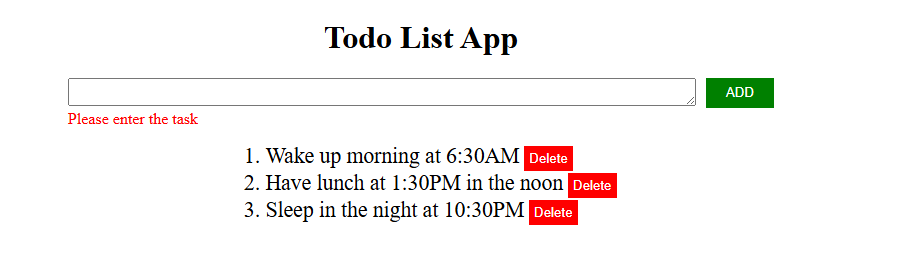 Todo List App
ADD
Please enter the task
1. Wake up morning at 6:30AM Delete
2. Have lunch at 1:30PM in the noon Delete
3. Sleep in the night at 10:30PM Delete